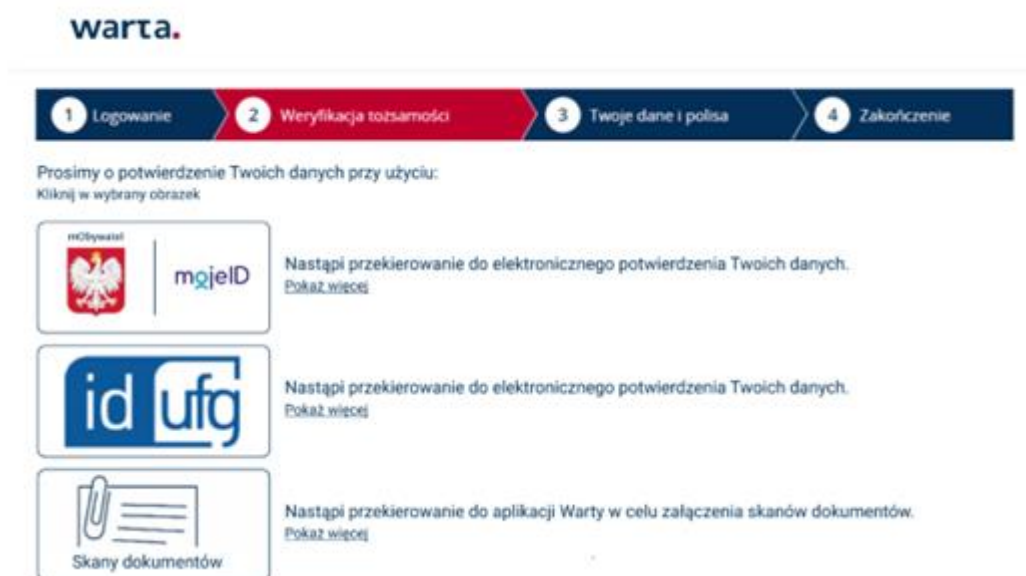 warta.
1 Logowanie
2 Weryfikacja tożsamości
3 Twoje dane i polisa
4 Zakończenie
Prosimy o potwierdzenie Twoich danych przy użyciu:
Kliknij w wybrany obrazek
mObywatel
mojeID
Nastąpi przekierowanie do elektronicznego potwierdzenia Twoich danych.
Pokaż więcej
id ufg
Nastąpi przekierowanie do elektronicznego potwierdzenia Twoich danych.
Pokaż więcej
Skany dokumentów
Nastąpi przekierowanie do aplikacji Warty w celu załączenia skanów dokumentów.
Pokaż więcej